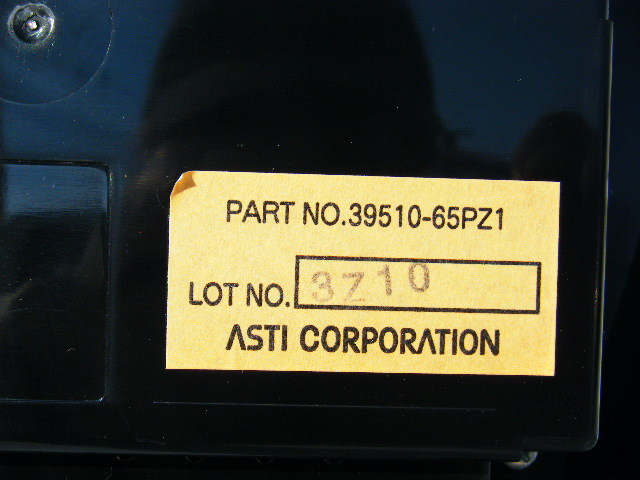 PART NO.39510-65PZ1
LOT NO. 3Z10
ASTI CORPORATION